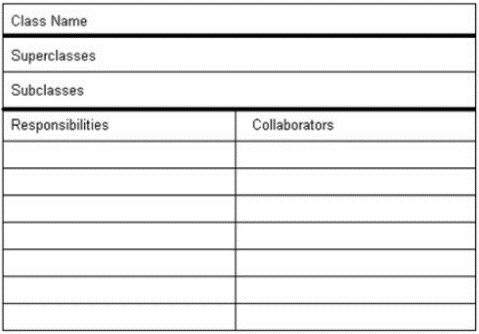 Class Name
Superclasses
Subclasses
Responsibilities Collaborators